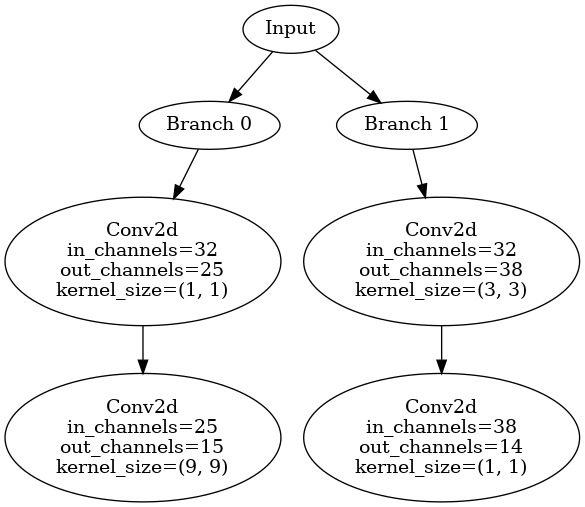 Input
Branch 0
Branch 1
Conv2d
in_channels=32
out_channels=25
kernel_size=(1, 1)
Conv2d
in_channels=32
out_channels=38
kernel_size=(3, 3)
Conv2d
in_channels=25
out_channels=15
kernel_size=(9, 9)
Conv2d
in_channels=38
out_channels=14
kernel_size=(1, 1)